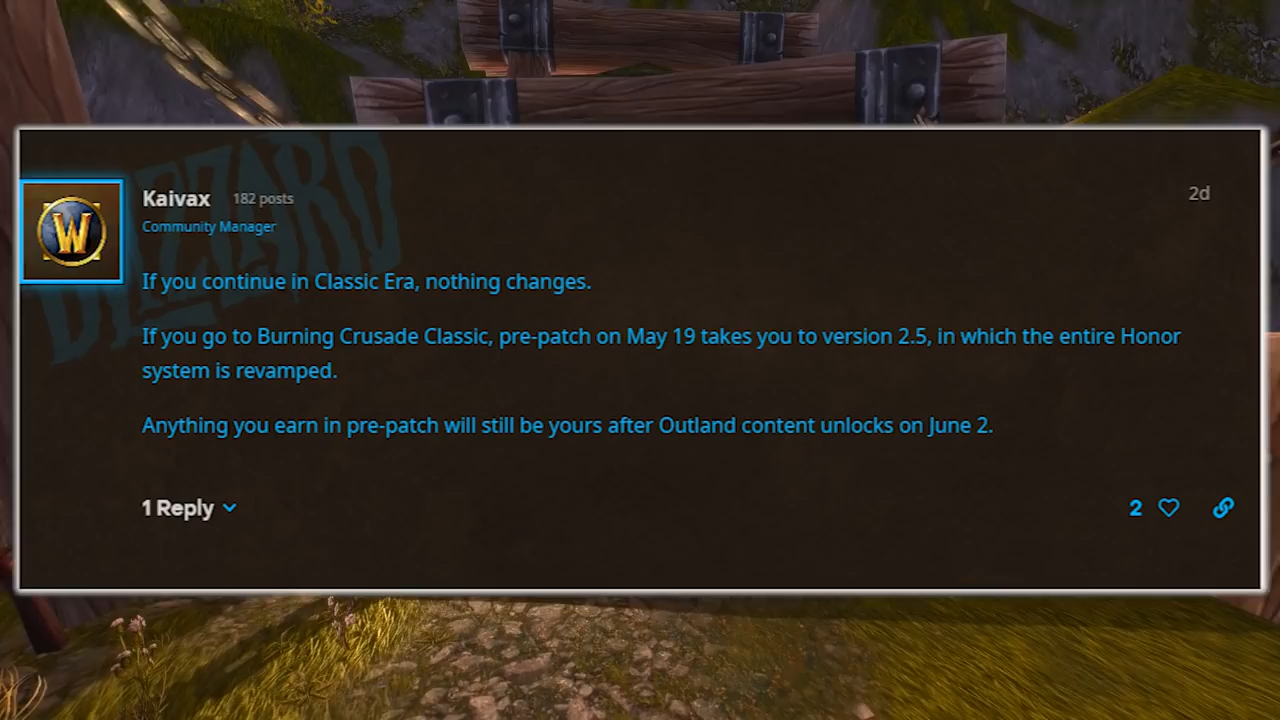 BLIZZARD
Kaivax 182 posts 2d
Community Manager
W
If you continue in Classic Era, nothing changes.
If you go to Burning Crusade Classic, pre-patch on May 19 takes you to version 2.5, in which the entire Honor
system is revamped.
Anything you earn in pre-patch will still be yours after Outland content unlocks on June 2.
1 Reply 2